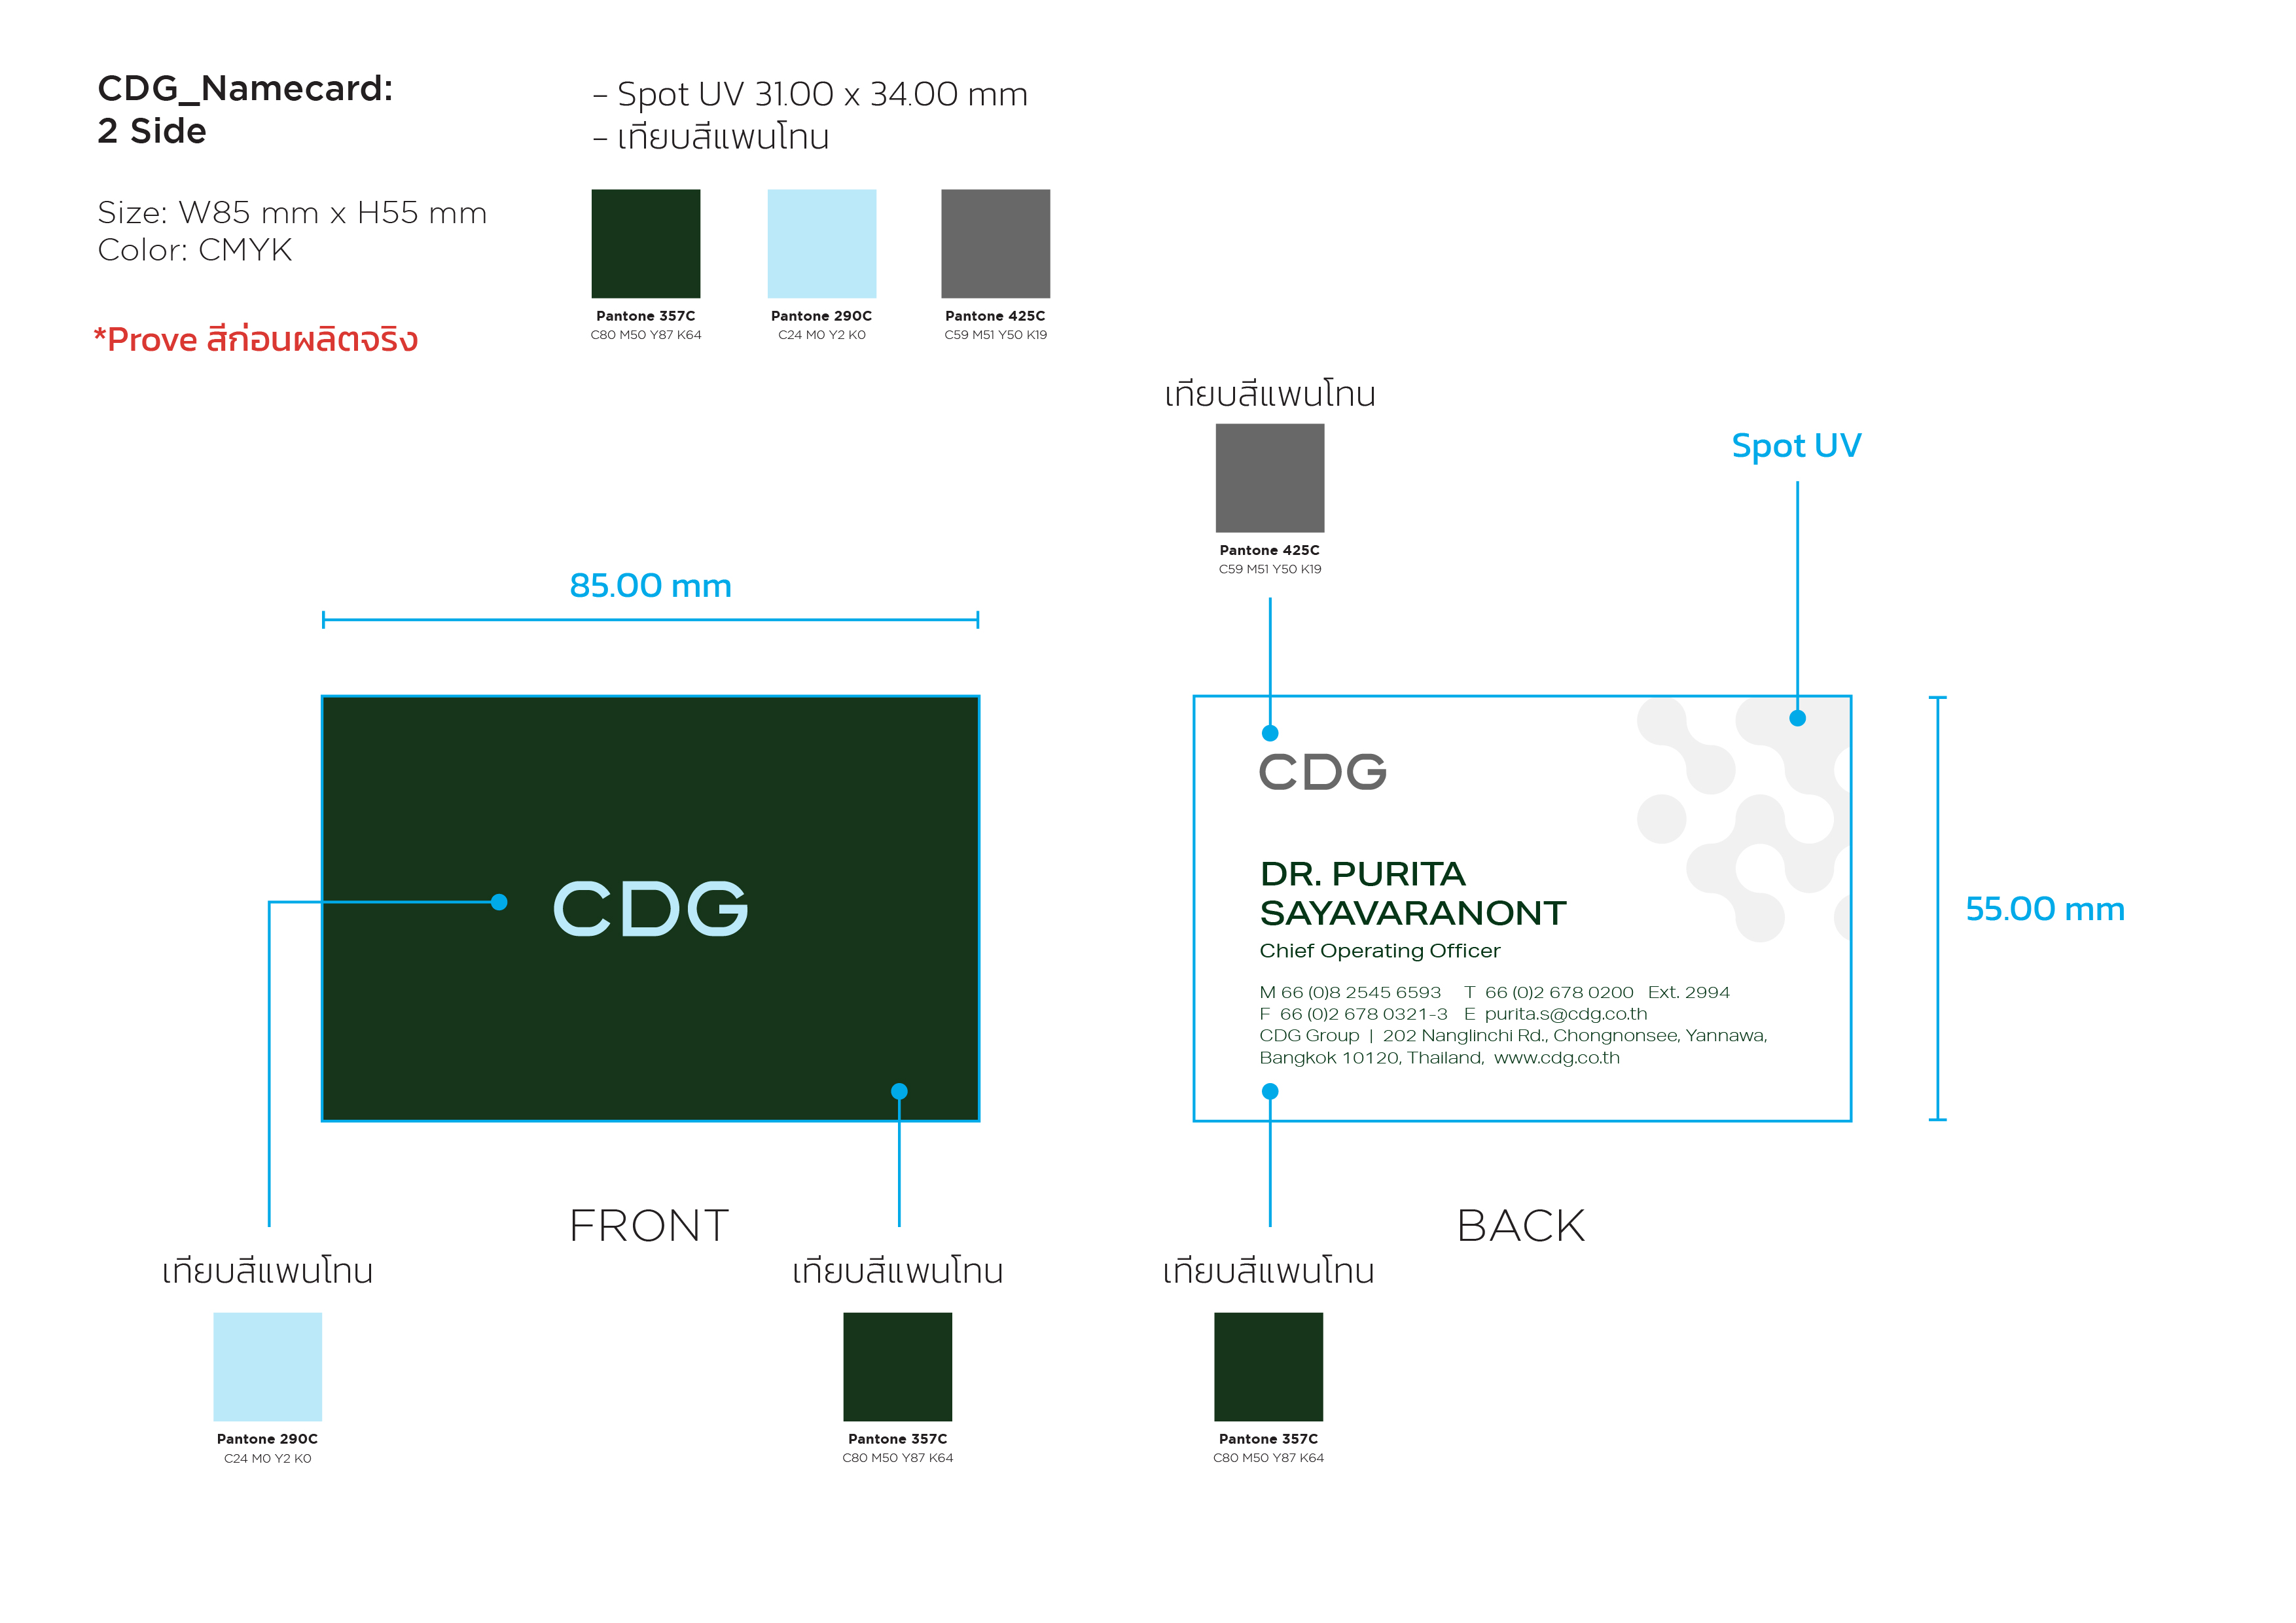 CDG_Namecard:
2 Side
Size: W85 mm x H55 mm
Color: CMYK
*Prove สีก่อนผลิตจริง
- Spot UV 31.00 x 34.00 mm
- เทียบสีแพนโทน
Pantone 357C
C80 M50 Y87 K64
Pantone 290C
C24 M0 Y2 K0
Pantone 425C
C59 M51 Y50 K19
เทียบสีแพนโทน
Pantone 425C
C59 M51 Y50 K19
Spot UV
85.00 mm
CDG
CDG
DR. PURITA
SAYAVARANONT
Chief Operating Officer
M 66 (0)8 2545 6593 T 66 (0)2 678 0200 Ext. 2994
F 66 (0)2 678 0321-3 E purita.s@cdg.co.th
CDG Group | 202 Nanglinchi Rd., Chongnonsee, Yannawa,
Bangkok 10120, Thailand, www.cdg.co.th
55.00 mm
FRONT
BACK
เทียบสีแพนโทน
Pantone 290C
C24 M0 Y2 K0
เทียบสีแพนโทน
Pantone 357C
C80 M50 Y87 K64
เทียบสีแพนโทน
Pantone 357C
C80 M50 Y87 K64